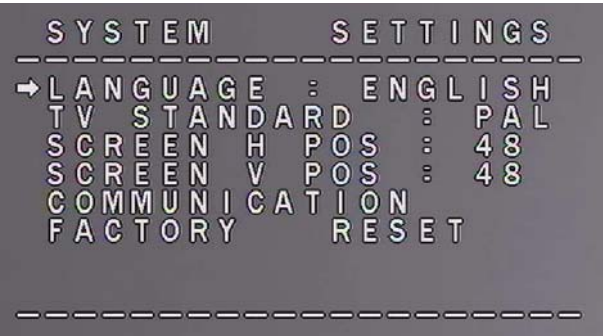 SYSTEM SETTINGS
--------------------
➡LANGUAGE : ENGLISH
TV STANDARD : PAL
SCREEN H POS : 48
SCREEN V POS : 48
COMMUNICATION
FACTORY RESET
--------------------